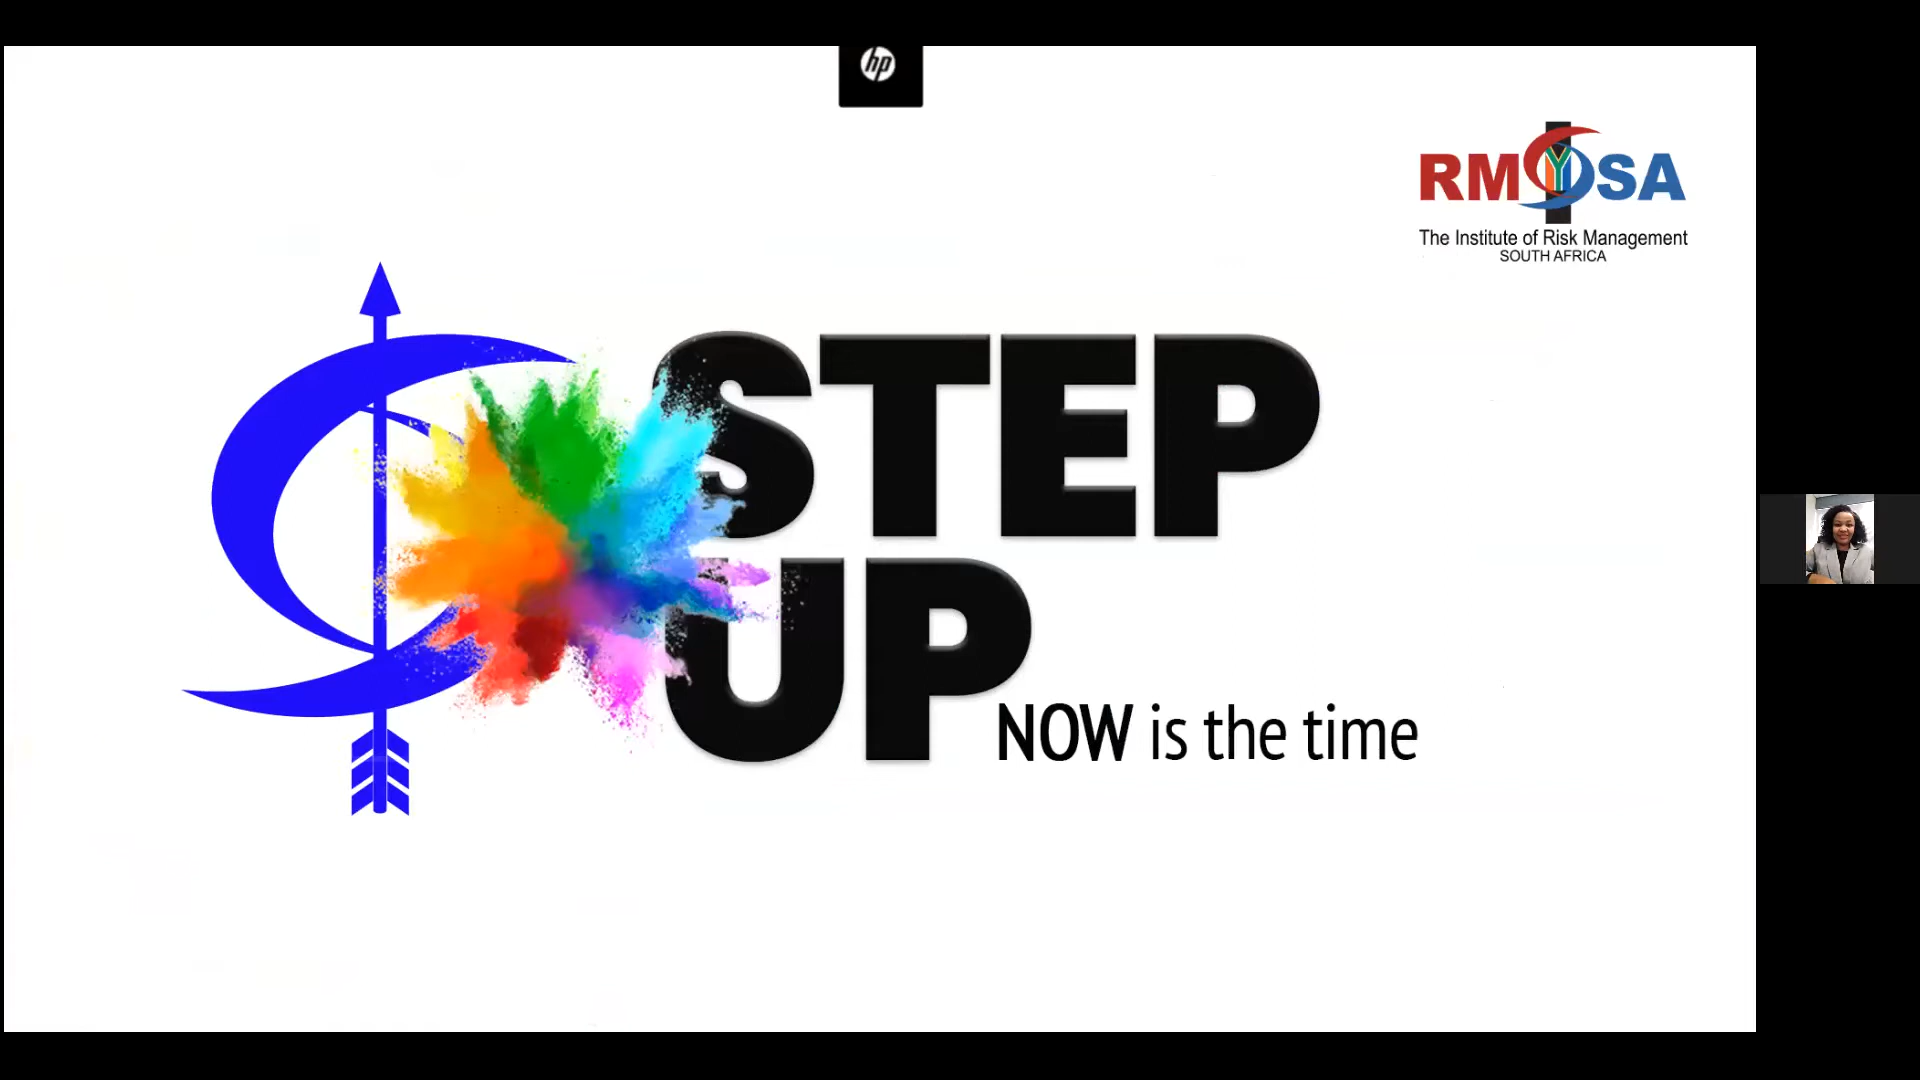 hp
RMISA
The Institute of Risk Management
SOUTH AFRICA
STEP
UP
NOW is the time